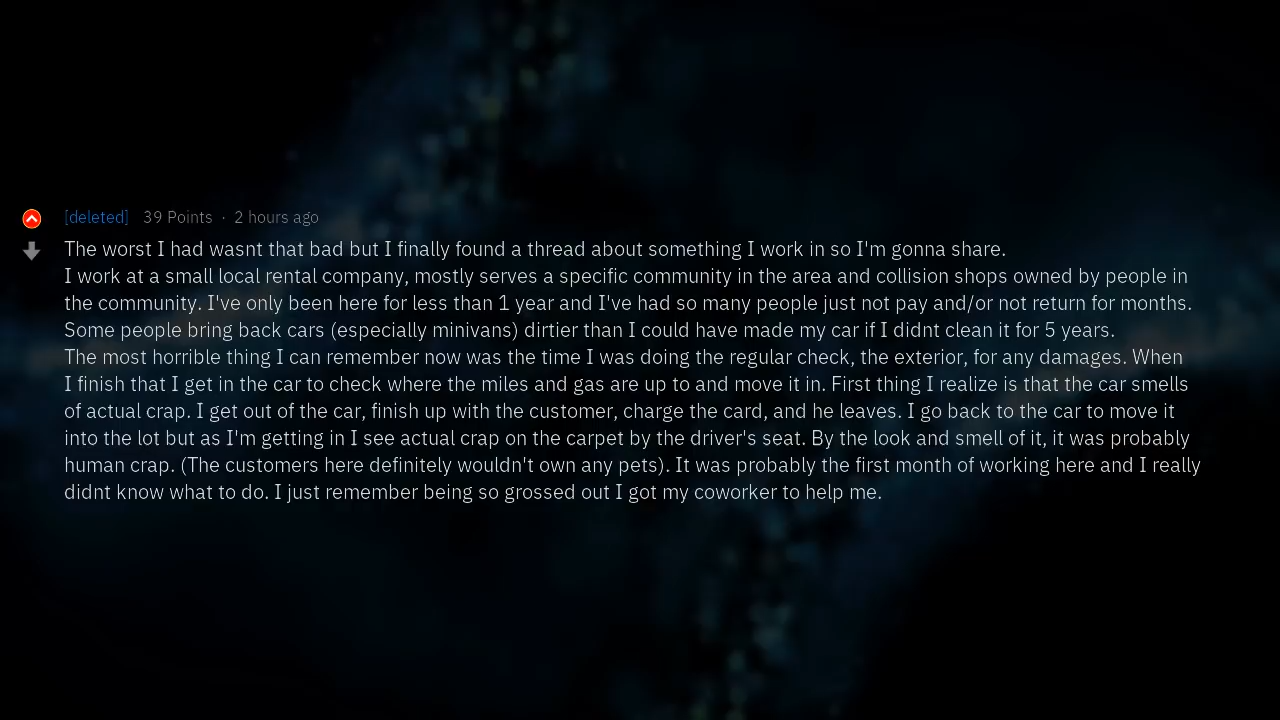 [deleted] 39 Points · 2 hours ago
The worst I had wasnt that bad but I finally found a thread about something I work in so I'm gonna share.
I work at a small local rental company, mostly serves a specific community in the area and collision shops owned by people in
the community. I've only been here for less than 1 year and I've had so many people just not pay and/or not return for months.
Some people bring back cars (especially minivans) dirtier than I could have made my car if I didnt clean it for 5 years.
The most horrible thing I can remember now was the time I was doing the regular check, the exterior, for any damages. When
I finish that I get in the car to check where the miles and gas are up to and move it in. First thing I realize is that the car smells
of actual crap. I get out of the car, finish up with the customer, charge the card, and he leaves. I go back to the car to move it
into the lot but as I'm getting in I see actual crap on the carpet by the driver's seat. By the look and smell of it, it was probably
human crap. (The customers here definitely wouldn't own any pets). It was probably the first month of working here and I really
didnt know what to do. I just remember being so grossed out I got my coworker to help me.